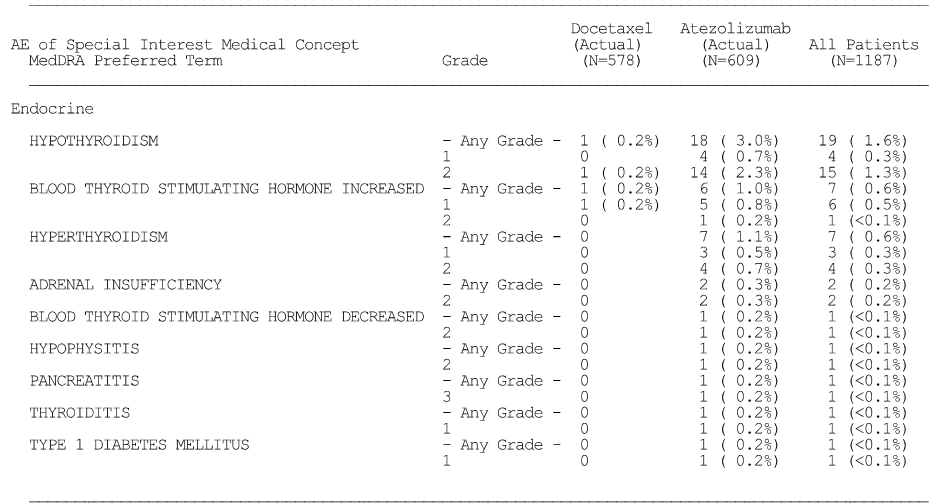 Docetaxel Atezolizumab
AE of Special Interest Medical Concept (Actual) (Actual) All Patients
MedDRA Preferred Term Grade (N=578) (N=609) (N=1187)
Endocrine
HYPOTHYROIDISM - Any Grade - 1 ( 0.2%) 18 ( 3.0%) 19 ( 1.6%)
1 0 4 ( 0.7%) 4 ( 0.3%)
2 1 ( 0.2%) 14 ( 2.3%) 15 ( 1.3%)
BLOOD THYROID STIMULATING HORMONE INCREASED - Any Grade - 1 ( 0.2%) 6 ( 1.0%) 7 ( 0.6%)
1 1 ( 0.2%) 5 ( 0.8%) 6 ( 0.5%)
2 0 1 ( 0.2%) 1 (<0.1%)
HYPERTHYROIDISM - Any Grade - 0 7 ( 1.1%) 7 ( 0.6%)
1 0 3 ( 0.5%) 3 ( 0.3%)
2 0 4 ( 0.7%) 4 ( 0.3%)
ADRENAL INSUFFICIENCY - Any Grade - 0 2 ( 0.3%) 2 ( 0.2%)
2 0 2 ( 0.3%) 2 ( 0.2%)
BLOOD THYROID STIMULATING HORMONE DECREASED - Any Grade - 0 1 ( 0.2%) 1 (<0.1%)
2 0 1 ( 0.2%) 1 (<0.1%)
HYPOPHYSITIS - Any Grade - 0 1 ( 0.2%) 1 (<0.1%)
2 0 1 ( 0.2%) 1 (<0.1%)
PANCREATITIS - Any Grade - 0 1 ( 0.2%) 1 (<0.1%)
3 0 1 ( 0.2%) 1 (<0.1%)
THYROIDITIS - Any Grade - 0 1 ( 0.2%) 1 (<0.1%)
1 0 1 ( 0.2%) 1 (<0.1%)
TYPE 1 DIABETES MELLITUS - Any Grade - 0 1 ( 0.2%) 1 (<0.1%)
1 0 1 ( 0.2%) 1 (<0.1%)